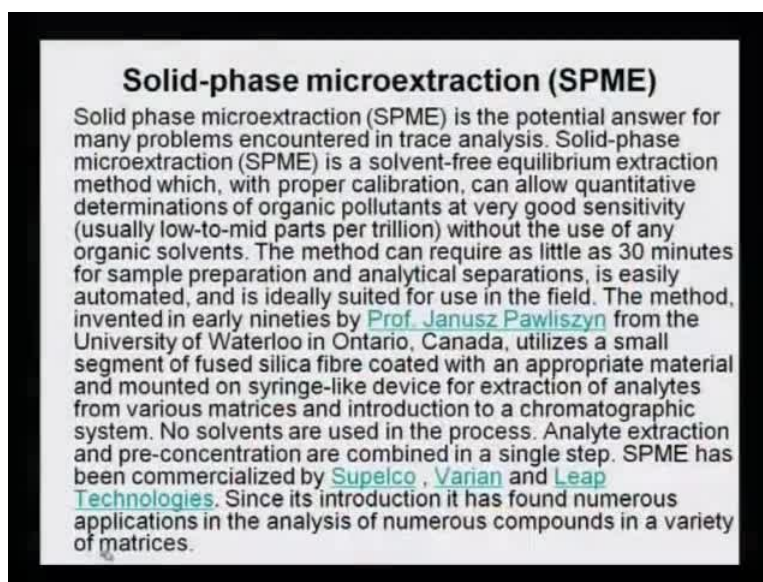 Solid-phase microextraction (SPME)
Solid phase microextraction (SPME) is the potential answer for
many problems encountered in trace analysis. Solid-phase
microextraction (SPME) is a solvent-free equilibrium extraction
method which, with proper calibration, can allow quantitative
determinations of organic pollutants at very good sensitivity
(usually low-to-mid parts per trillion) without the use of any
organic solvents. The method can require as little as 30 minutes
for sample preparation and analytical separations, is easily
automated, and is ideally suited for use in the field. The method,
invented in early nineties by Prof. Janusz Pawliszyn from the
University of Waterloo in Ontario, Canada, utilizes a small
segment of fused silica fibre coated with an appropriate material
and mounted on syringe-like device for extraction of analytes
from various matrices and introduction to a chromatographic
system. No solvents are used in the process. Analyte extraction
and pre-concentration are combined in a single step. SPME has
been commercialized by Supelco , Varian and Leap
Technologies. Since its introduction it has found numerous
applications in the analysis of numerous compounds in a variety
of matrices.